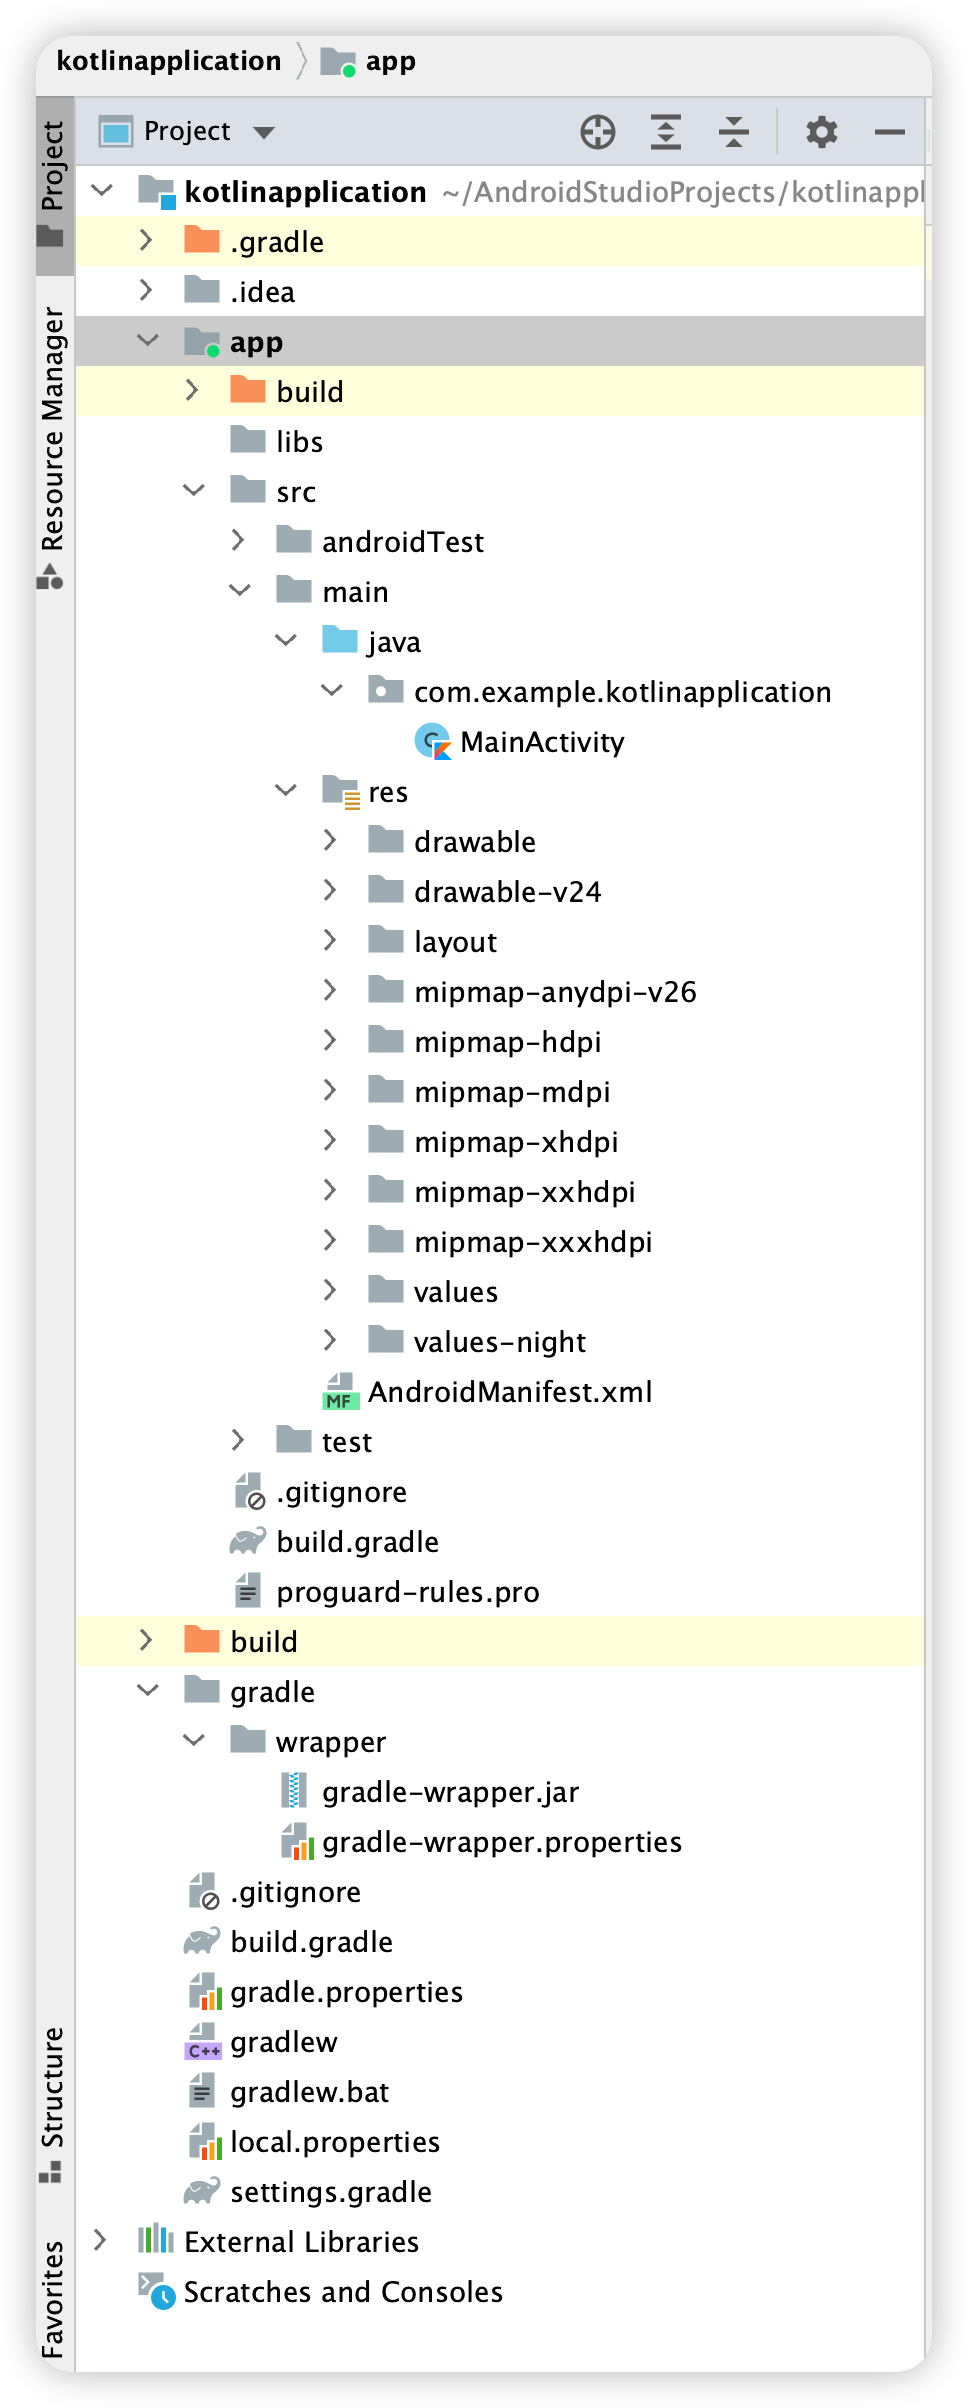 kotlinapplication app
Project
kotlinapplication ~/AndroidStudioProjects/kotlinappl
.gradle
.idea
app
build
libs
src
androidTest
main
java
com.example.kotlinapplication
MainActivity
res
drawable
drawable-v24
layout
mipmap-anydpi-v26
mipmap-hdpi
mipmap-mdpi
mipmap-xhdpi
mipmap-xxhdpi
mipmap-xxxhdpi
values
values-night
MF AndroidManifest.xml
test
.gitignore
build.gradle
proguard-rules.pro
build
gradle
wrapper
gradle-wrapper.jar
gradle-wrapper.properties
.gitignore
build.gradle
gradle.properties
C++ gradlew
gradlew.bat
local.properties
settings.gradle
External Libraries
Scratches and Consoles
Project
Resource Manager
Structure
Favorites